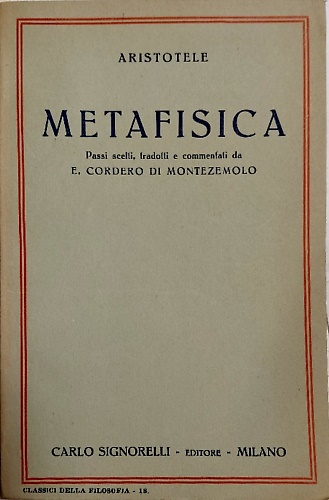 ARISTOTELE
METAFISICA
Passi scelti, tradotti e commentati da
E. CORDERO DI MONTEZEMOLO
CARLO SIGNORELLI - EDITORE - MILANO
CLASSICI DELLA FILOSOFIA - 18.